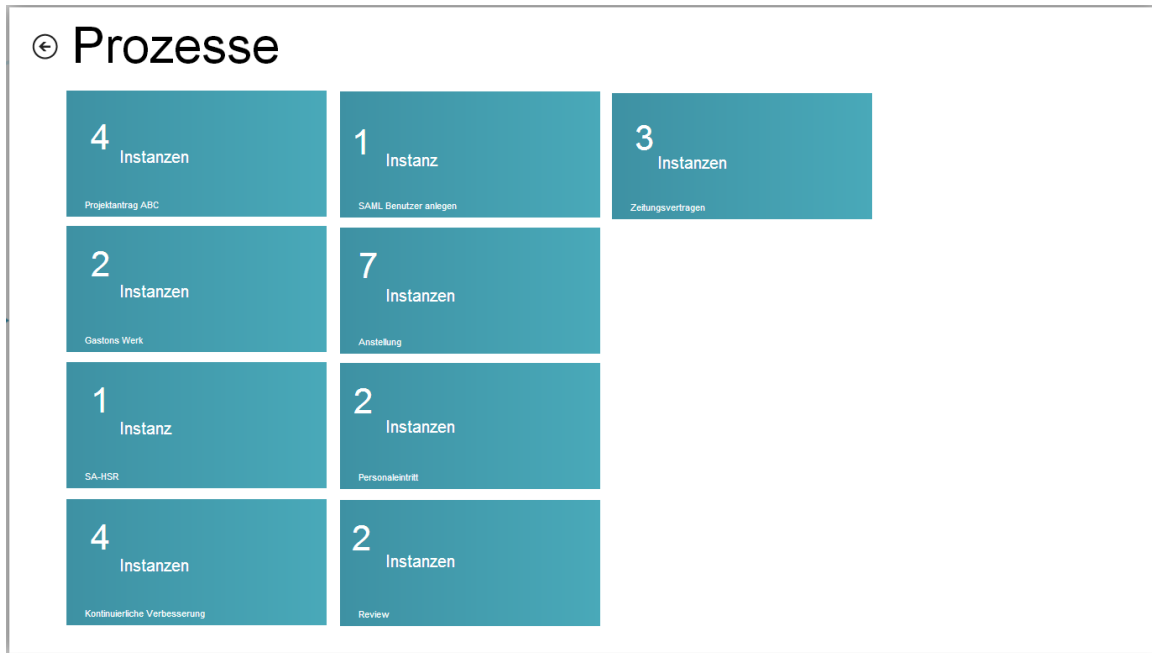 Prozesse
4
Instanzen
Projektantrag ABC
2
Instanzen
Gastons Werk
1
Instanz
SA-HSR
4
Instanzen
Kontinuierliche Verbesserung
1
Instanz
SAML Benutzer anlegen
7
Instanzen
Anstellung
2
Instanzen
Personaleintritt
2
Instanzen
Review
3
Instanzen
Zeitungsvertragen